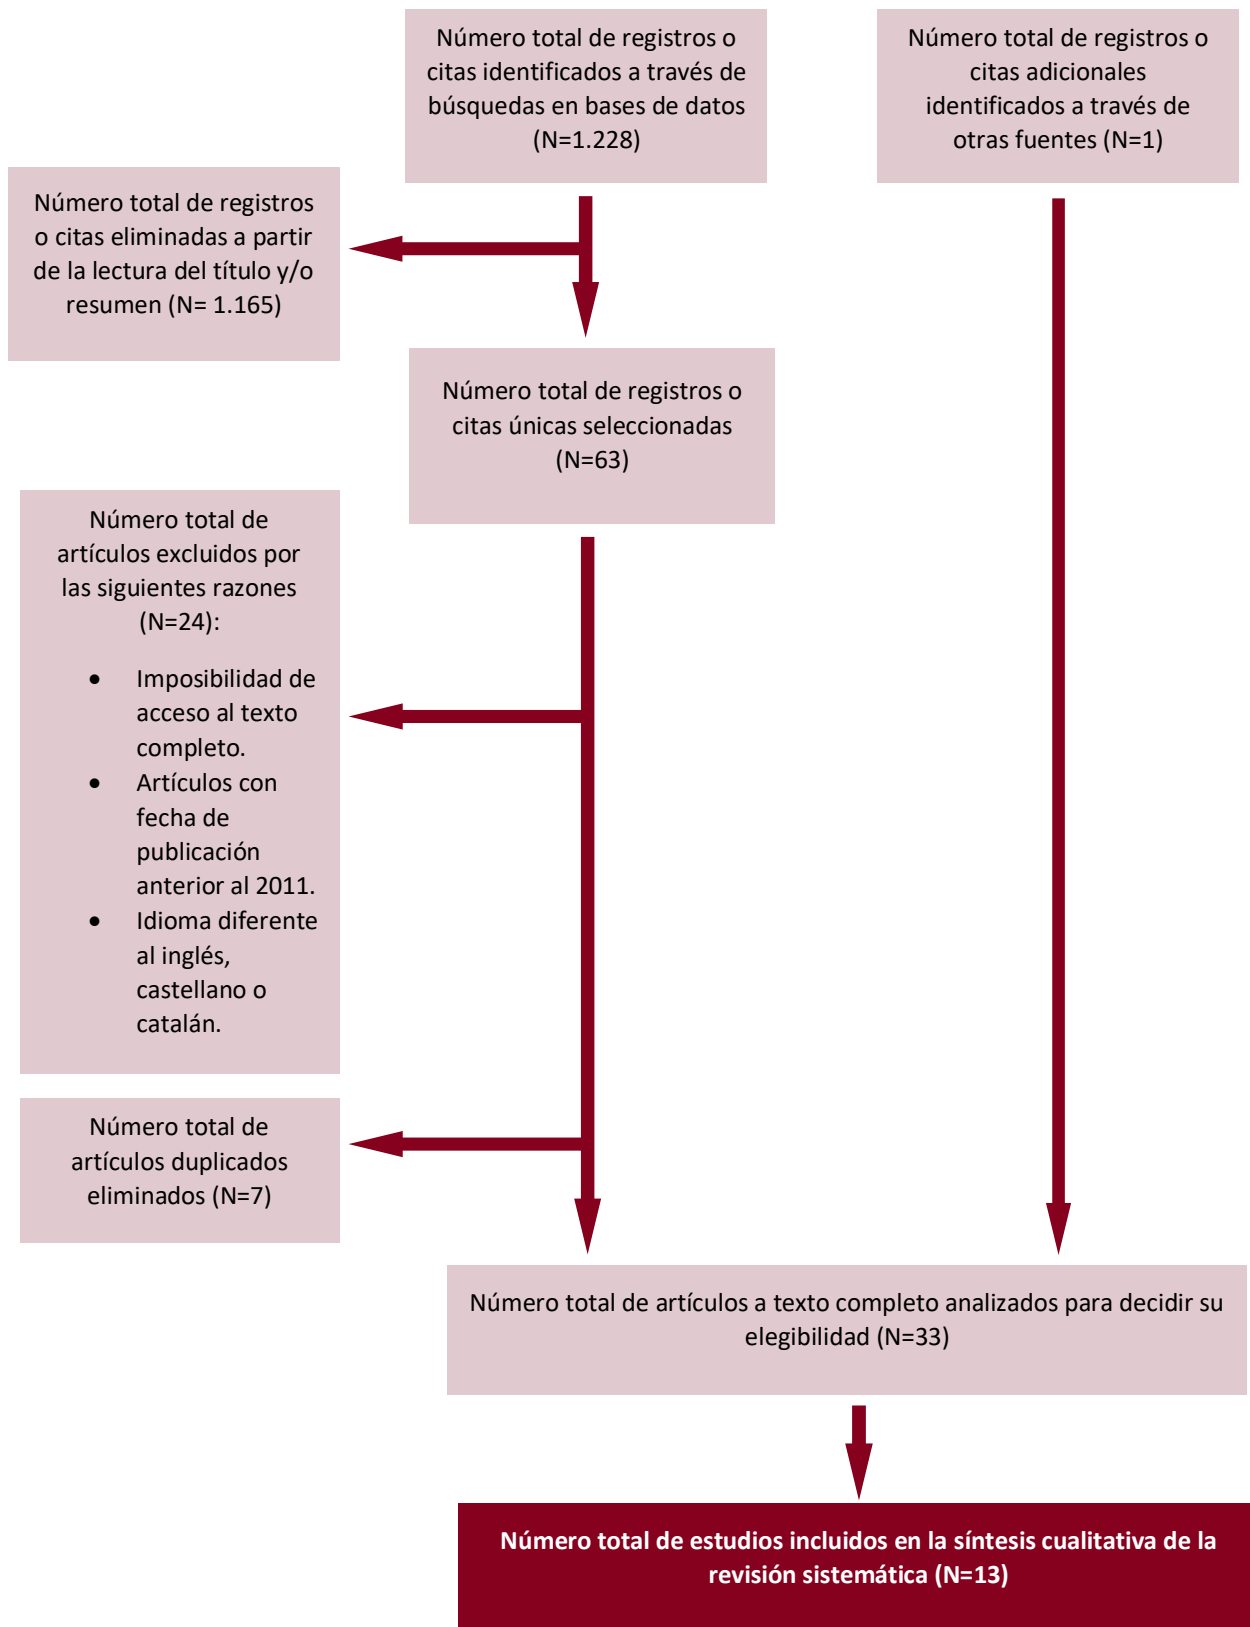 Número total de registros o
citas identificados a través de
búsquedas en bases de datos
(N=1.228)
Número total de registros o
citas adicionales
identificados a través de
otras fuentes (N=1)
Número total de registros
o citas eliminadas a partir
de la lectura del título y/o
resumen (N= 1.165)
Número total de registros o
citas únicas seleccionadas
(N=63)
Número total de
artículos excluidos por
las siguientes razones
(N=24):
• Imposibilidad de
acceso al texto
completo.
• Artículos con
fecha de
publicación
anterior al 2011.
• Idioma diferente
al inglés,
castellano o
catalán.
Número total de
artículos duplicados
eliminados (N=7)
Número total de artículos a texto completo analizados para decidir su
elegibilidad (N=33)
Número total de estudios incluidos en la síntesis cualitativa de la
revisión sistemática (N=13)